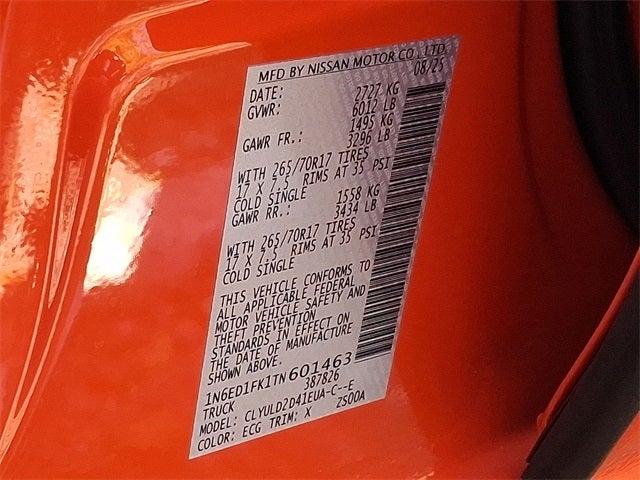 MFD BY NISSAN MOTOR CO., LTD.
DATE: 08/25
GVWR: 2727 KG
6012 LB
GAWR FR.: 1495 KG
3296 LB
WITH 265/70R17 TIRES
17 X 7.5 RIMS AT 35 PSI
COLD SINGLE
GAWR RR.: 1558 KG
3434 LB
WITH 265/70R17 TIRES
17 X 7.5 RIMS AT 35 PSI
COLD SINGLE
THIS VEHICLE CONFORMS TO
ALL APPLICABLE FEDERAL
MOTOR VEHICLE SAFETY AND
THEFT PREVENTION
STANDARDS IN EFFECT ON
THE DATE OF MANUFACTURE
SHOWN ABOVE.
1N6ED1FK1TN601463
TRUCK 387826
MODEL: CLYULD2D41EUA-C--E
COLOR: ECG TRIM: X 2S00A